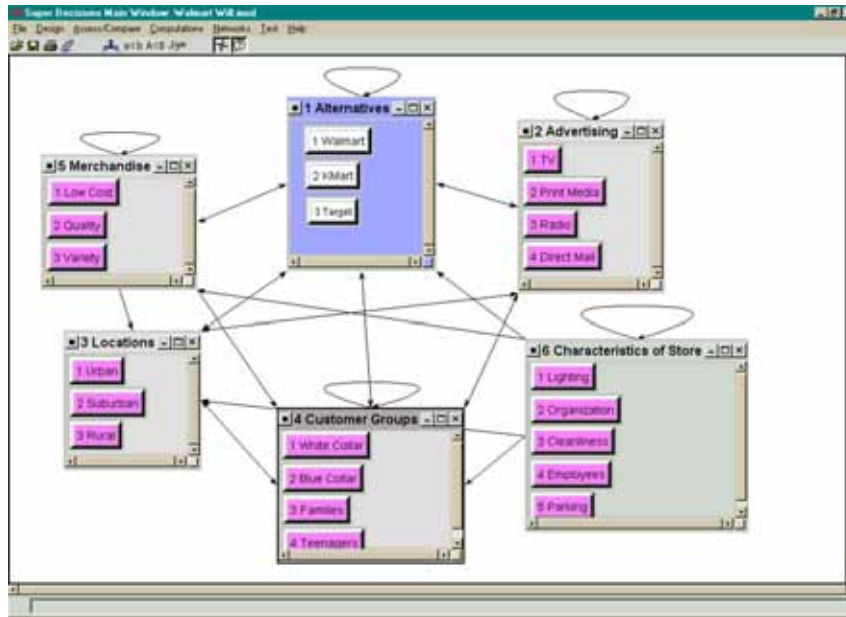 Super Decisions Main Window: Walmart Will.mod
File Design Assess/Compare Computations Networks Test Help
1 Alternatives
1 Walmart
2 KMart
3 Target
2 Advertising
1 TV
2 Print Media
3 Radio
4 Direct Mail
5 Merchandise
1 Low Cost
2 Quality
3 Variety
3 Locations
1 Urban
2 Suburban
3 Rural
4 Customer Groups
1 White Collar
2 Blue Collar
3 Families
4 Teenagers
6 Characteristics of Store
1 Lighting
2 Organization
3 Cleanliness
4 Employees
5 Parking